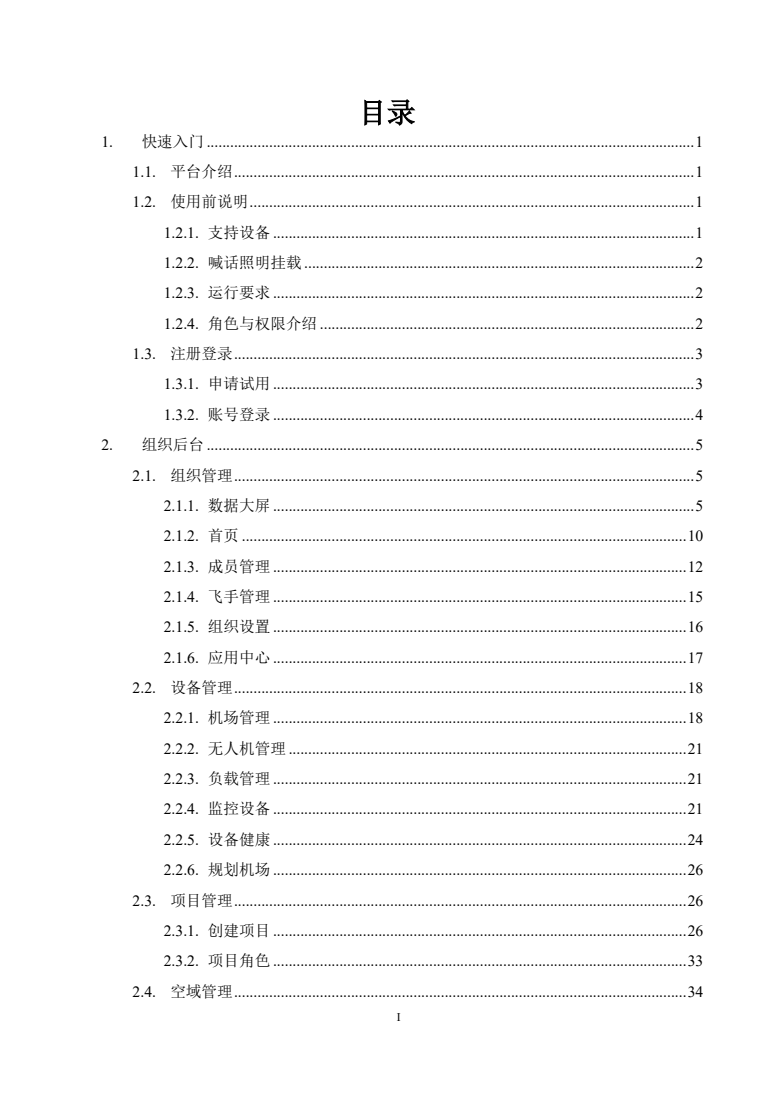 目录
1. 快速入门 ........ 1
1.1. 平台介绍 ........ 1
1.2. 使用前说明 ........ 1
1.2.1. 支持设备 ........ 1
1.2.2. 喊话照明挂载 ........ 2
1.2.3. 运行要求 ........ 2
1.2.4. 角色与权限介绍 ........ 2
1.3. 注册登录 ........ 3
1.3.1. 申请试用 ........ 3
1.3.2. 账号登录 ........ 4
2. 组织后台 ........ 5
2.1. 组织管理 ........ 5
2.1.1. 数据大屏 ........ 5
2.1.2. 首页 ........ 10
2.1.3. 成员管理 ........ 12
2.1.4. 飞手管理 ........ 15
2.1.5. 组织设置 ........ 16
2.1.6. 应用中心 ........ 17
2.2. 设备管理 ........ 18
2.2.1. 机场管理 ........ 18
2.2.2. 无人机管理 ........ 21
2.2.3. 负载管理 ........ 21
2.2.4. 监控设备 ........ 21
2.2.5. 设备健康 ........ 24
2.2.6. 规划机场 ........ 26
2.3. 项目管理 ........ 26
2.3.1. 创建项目 ........ 26
2.3.2. 项目角色 ........ 33
2.4. 空域管理 ........ 34
I